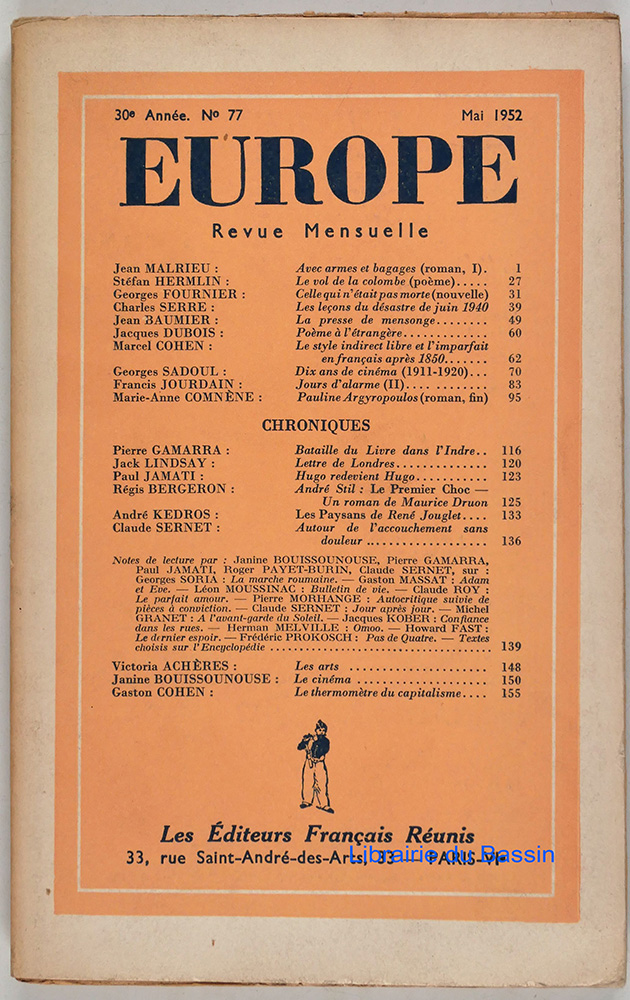 30e Année. No 77 Mai 1952
EUROPE
Revue Mensuelle
Jean MALRIEU : Avec armes et bagages (roman, I). 1
Stéfan HERMLIN : Le vol de la colombe (poème)..... 27
Georges FOURNIER : Celle qui n'était pas morte (nouvelle) 31
Charles SERRE : Les leçons du désastre de juin 1940 39
Jean BAUMIER : La presse de mensonge........ 49
Jacques DUBOIS : Poème à l'étrangère............ 60
Marcel COHEN : Le style indirect libre et l'imparfait
en français après 1850....... 62
Georges SADOUL : Dix ans de cinéma (1911-1920)... 70
Francis JOURDAIN : Jours d'alarme (II).... ........ 83
Marie-Anne COMNÈNE : Pauline Argyropoulos (roman, fin) 95
CHRONIQUES
Pierre GAMARRA : Bataille du Livre dans l'Indre.. 116
Jack LINDSAY : Lettre de Londres............. 120
Paul JAMATI : Hugo redevient Hugo.......... 123
Régis BERGERON : André Stil : Le Premier Choc —
Un roman de Maurice Druon 125
André KEDROS : Les Paysans de René Jouglet.... 133
Claude SERNET : Autour de l'accouchement sans
douleur .................... 136
Notes de lecture par : Janine BOUISSOUNOUSE, Pierre GAMARRA,
Paul JAMATI, Roger PAYET-BURIN, Claude SERNET, sur :
Georges SORIA : La marche roumaine. — Gaston MASSAT : Adam
et Eve. — Léon MOUSSINAC : Bulletin de vie. — Claude ROY :
Le parfait amour. — Pierre MORHANGE : Autocritique suivie de
pièces à conviction. — Claude SERNET : Jour après jour. — Michel
GRANET : A l'avant-garde du Soleil. — Jacques KOBER : Confiance
dans les rues. — Herman MELVILLE : Omoo. — Howard FAST :
Le dernier espoir. — Frédéric PROKOSCH : Pas de Quatre. — Textes
choisis sur l'Encyclopédie ...................................... 139
Victoria ACHÈRES : Les arts .................... 148
Janine BOUISSOUNOUSE : Le cinéma ................... 150
Gaston COHEN : Le thermomètre du capitalisme.... 155
Les Éditeurs Français Réunis
33, rue Saint-André-des-Arts, 33 — PARIS-VIe
Librairie du Bassin